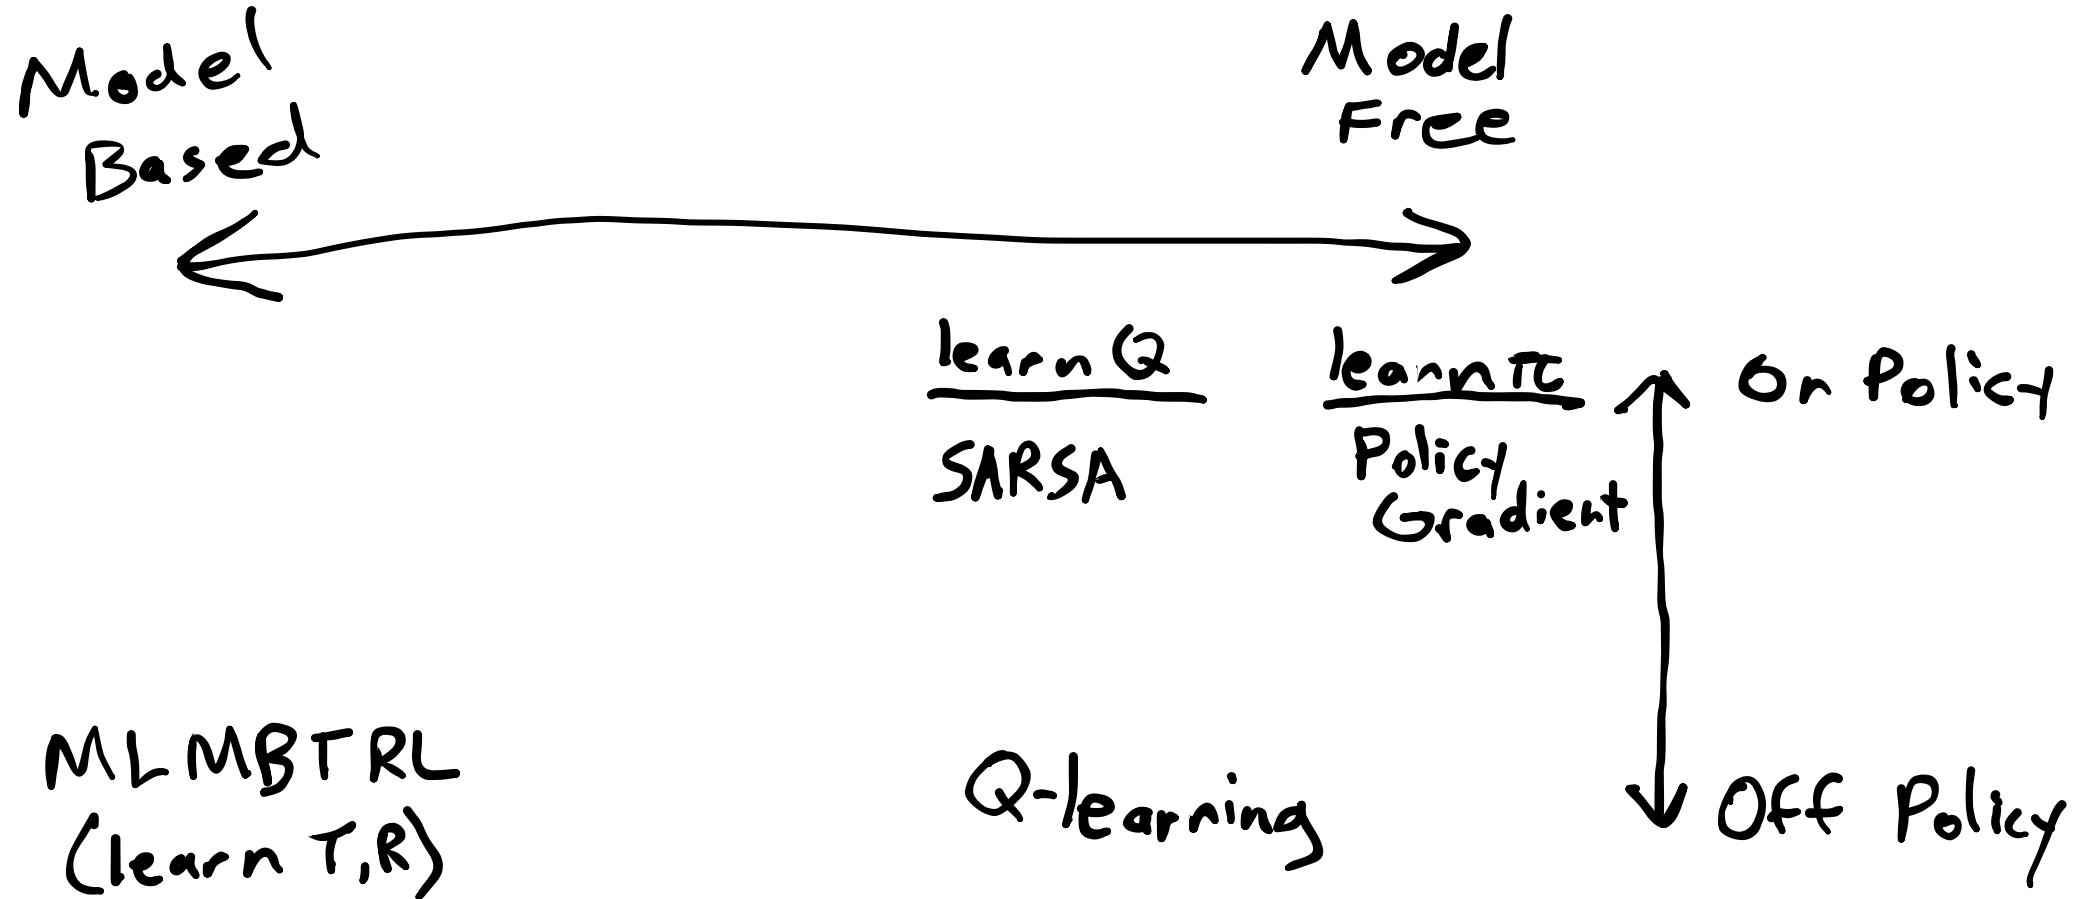 Model
Based
Model
Free
learn Q
SARSA
learn π
Policy
Gradient
On Policy
MLMBTRL
(learn T,R)
Q-learning
Off Policy